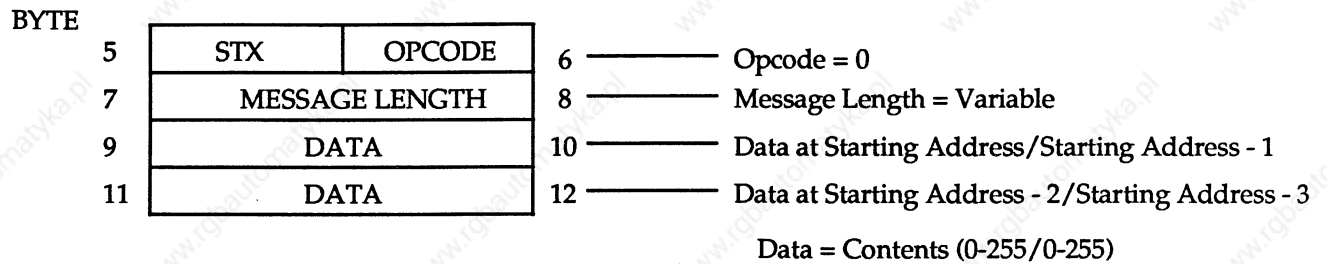 BYTE
5 STX OPCODE 6 Opcode = 0
7 MESSAGE LENGTH 8 Message Length = Variable
9 DATA 10 Data at Starting Address/Starting Address - 1
11 DATA 12 Data at Starting Address - 2/Starting Address - 3
Data = Contents (0-255/0-255)